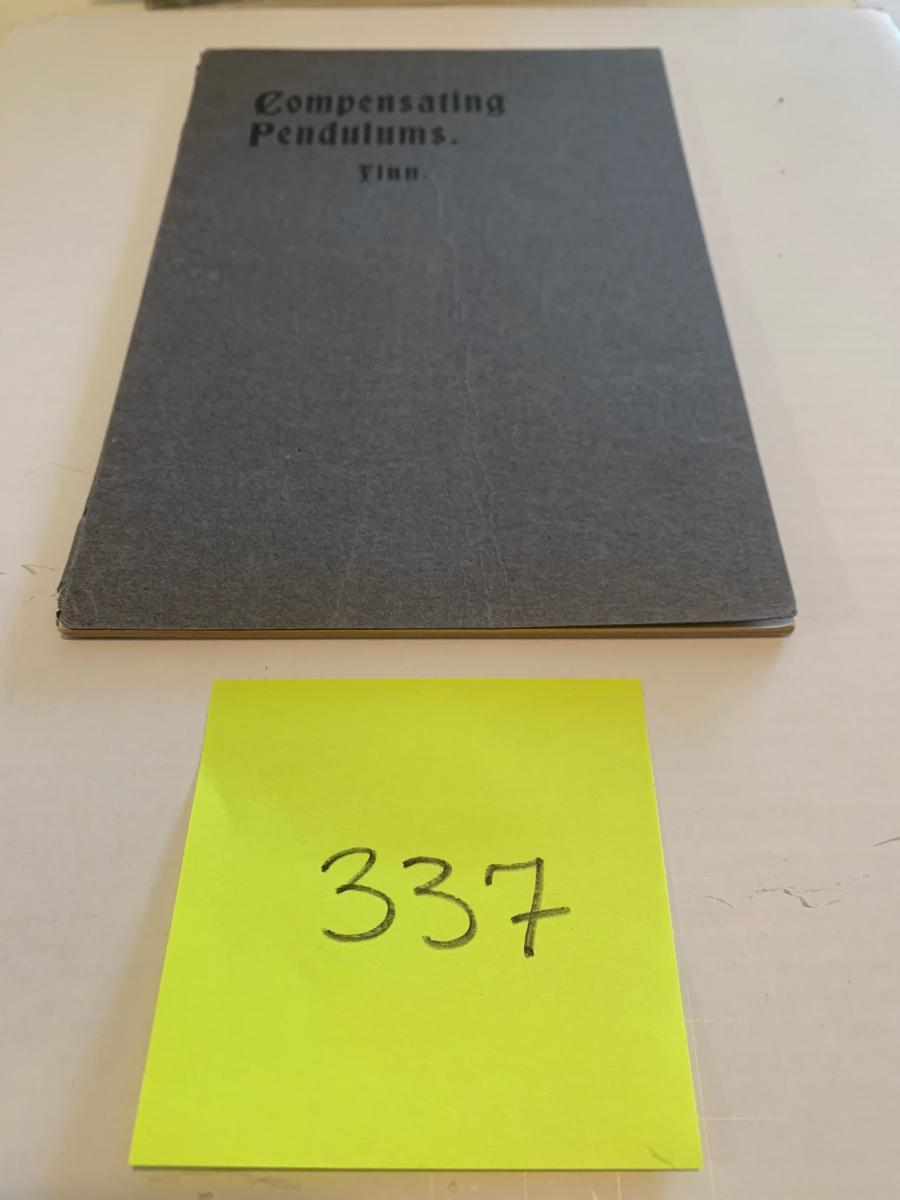 Compensating
Pendulums.
Finn.
337